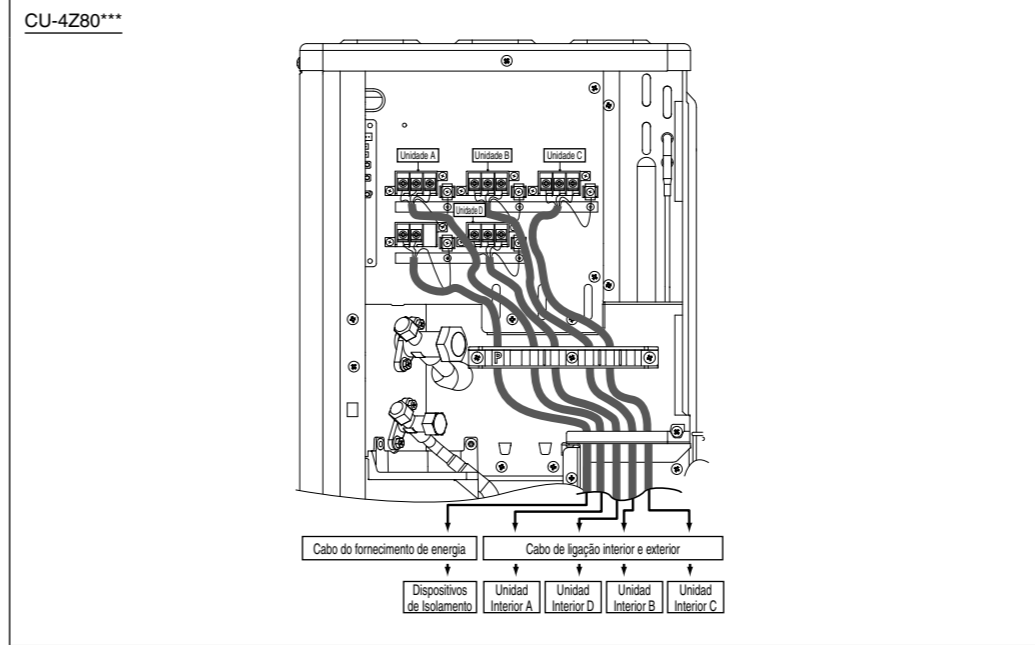 CU-4Z80***
Unidade A
Unidade B
Unidade C
Unidade D
P
Cabo do fornecimento de energia
Cabo de ligação interior e exterior
Dispositivos
de Isolamento
Unidad
Interior A
Unidad
Interior D
Unidad
Interior B
Unidad
Interior C